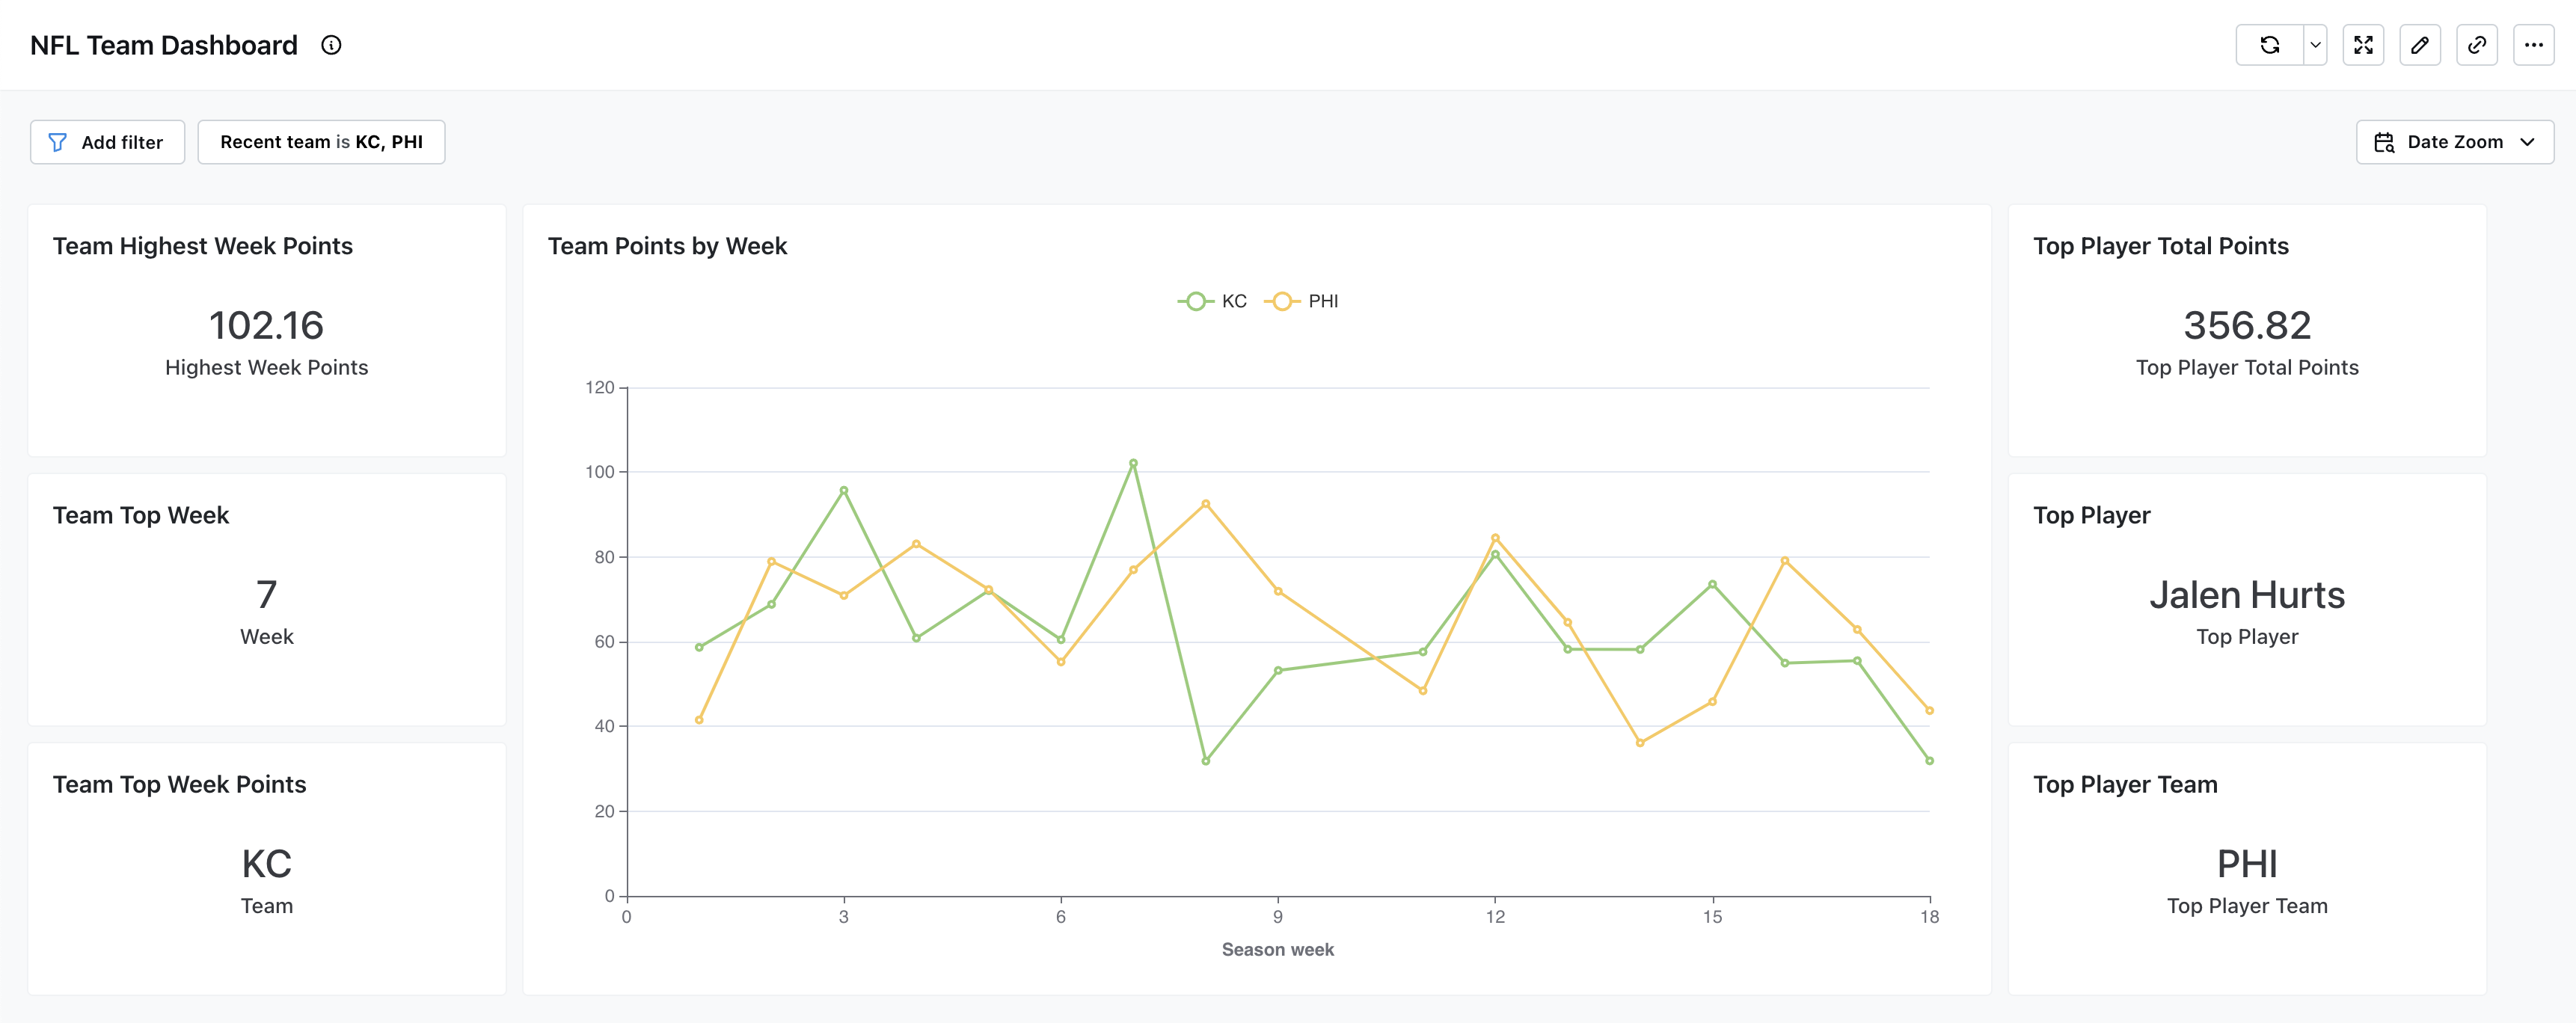 NFL Team Dashboard
Add filter
Recent team is KC, PHI
Date Zoom
Team Highest Week Points
102.16
Highest Week Points
Team Top Week
7
Week
Team Top Week Points
KC
Team
Team Points by Week
KC PHI
120
100
80
60
40
20
0
0 3 6 9 12 15 18
Season week
Top Player Total Points
356.82
Top Player Total Points
Top Player
Jalen Hurts
Top Player
Top Player Team
PHI
Top Player Team